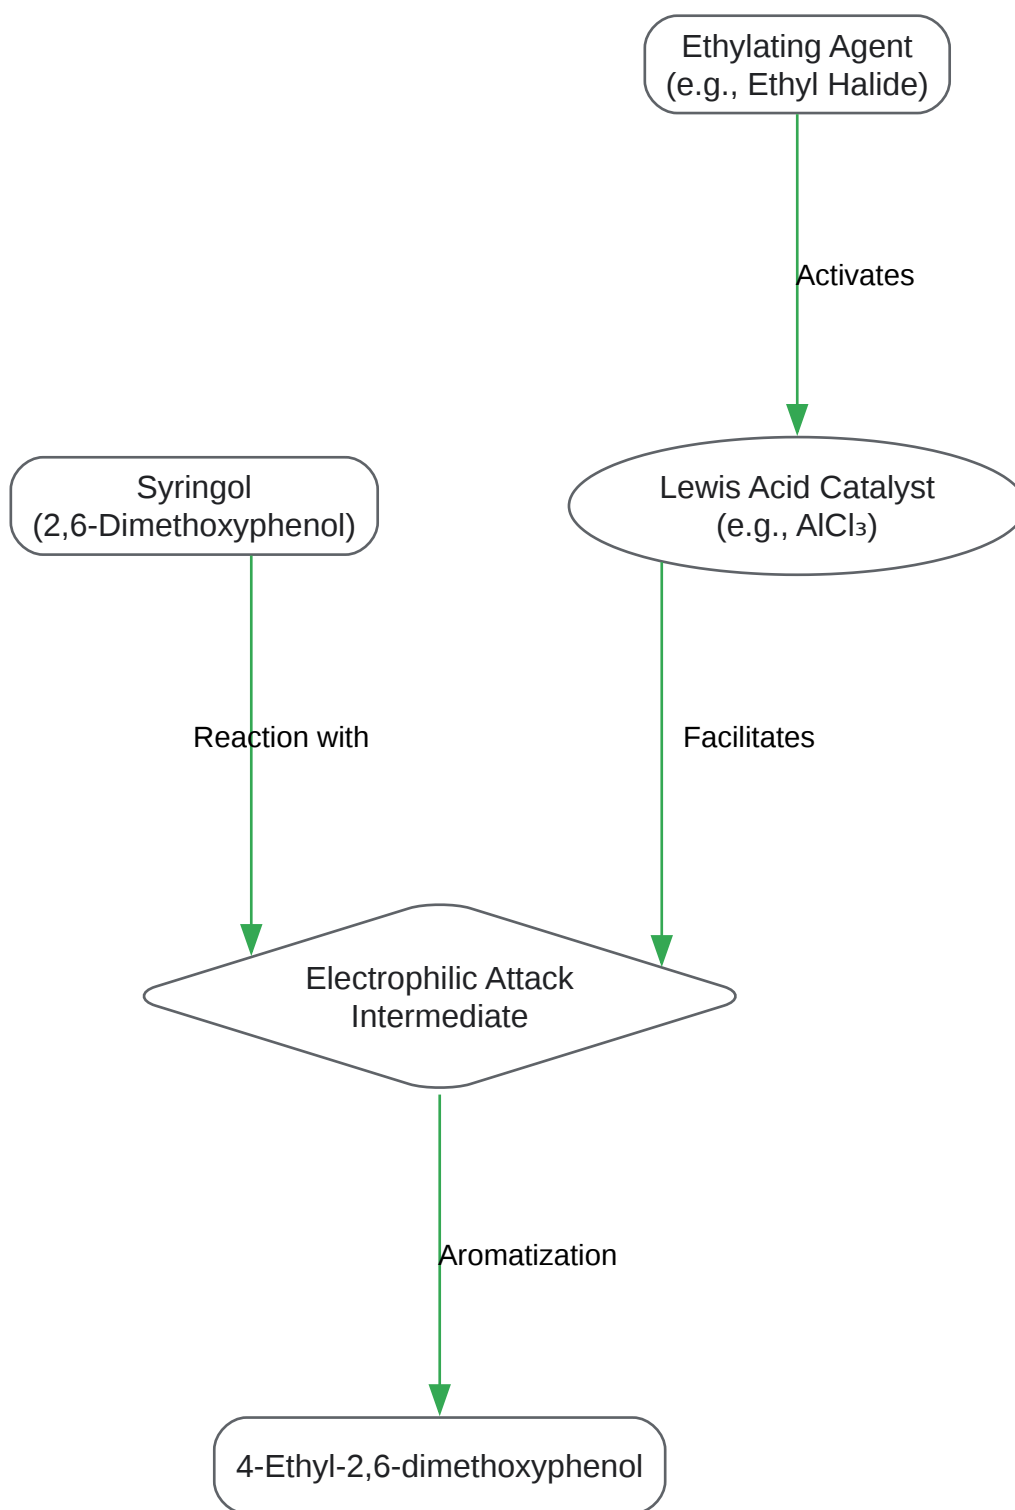 Ethylating Agent
(e.g., Ethyl Halide)
Activates
Syringol
(2,6-Dimethoxyphenol)
Lewis Acid Catalyst
(e.g., AlCl₃)
Reaction with
Facilitates
Electrophilic Attack
Intermediate
Aromatization
4-Ethyl-2,6-dimethoxyphenol